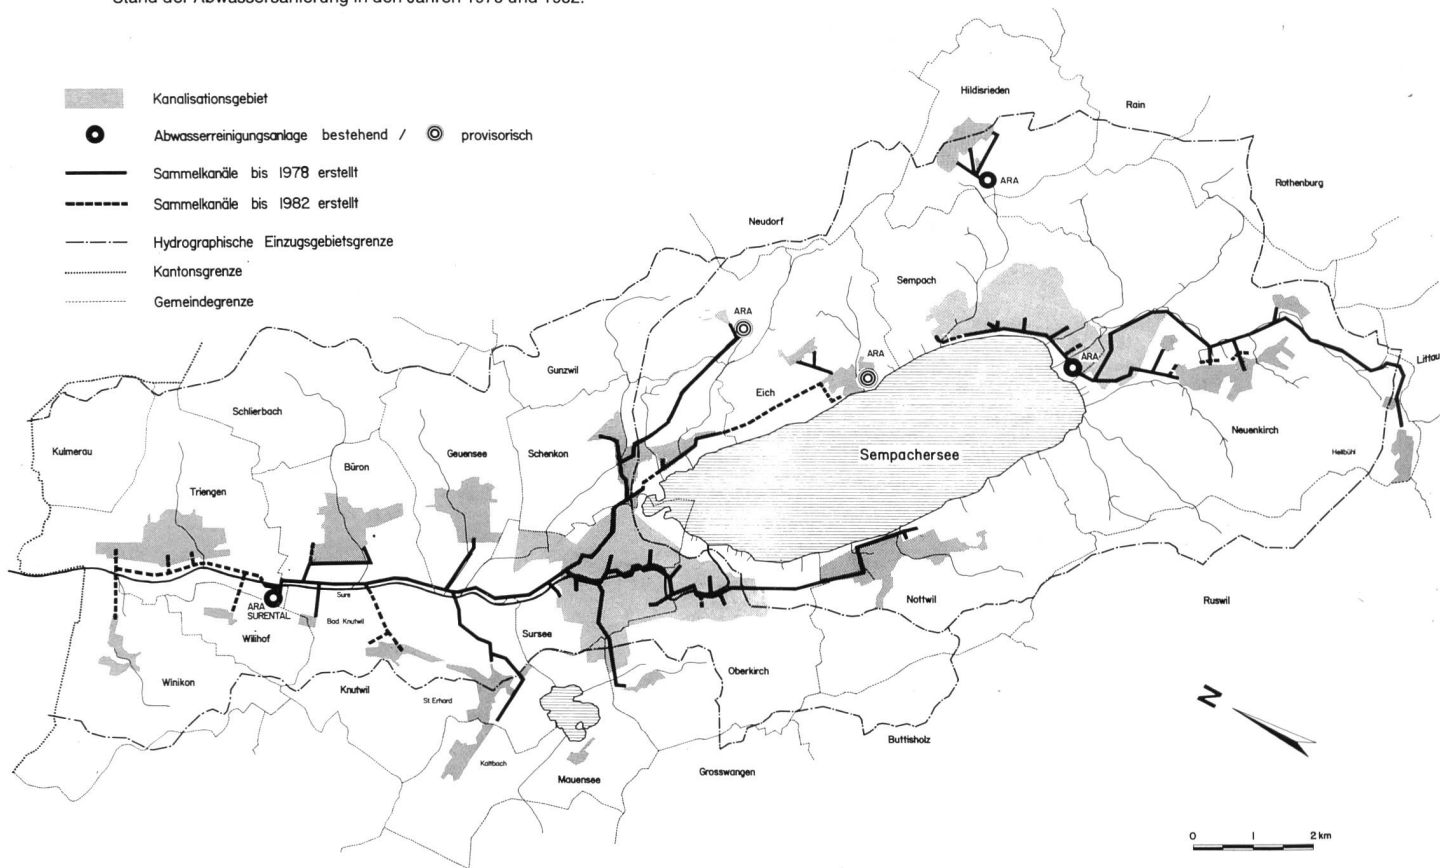 Stand der Abwassersanierung in den Jahren 1978 und 1982.
Kanalisationsgebiet
Abwasserreinigungsanlage bestehend / provisorisch
Sammelkanäle bis 1978 erstellt
Sammelkanäle bis 1982 erstellt
Hydrographische Einzugsgebietsgrenze
Kantonsgrenze
Gemeindegrenze
Hildisrieden
Rain
ARA
Rothenburg
Neudorf
Sempach
ARA
ARA
ARA
Littau
Gunzwil
Eich
Schlierbach
Neuenkirch
Kulmerau
Geuensee
Schenkon
Sempachersee
Hellbühl
Büron
Triengen
Sure
Nottwil
Ruswil
ARA
SURENTAL
Bad Knutwil
Wilihof
Sursee
Oberkirch
Winikon
Knutwil
St. Erhard
N
Buttisholz
Kaltbach
Mauensee
Grosswangen
0 1 2 km